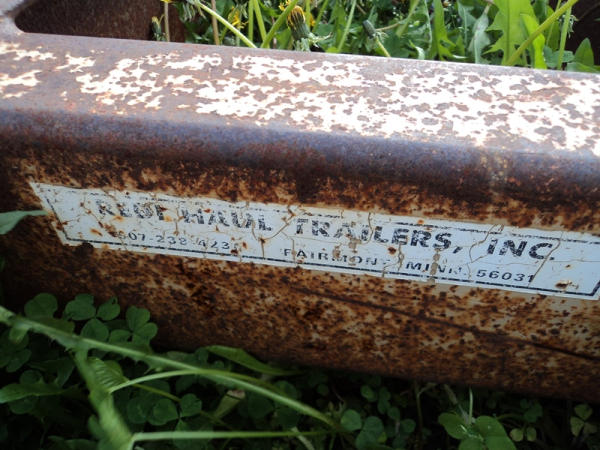 HAUL TRAILERS, INC.
FAIRMONT, MINN. 56031